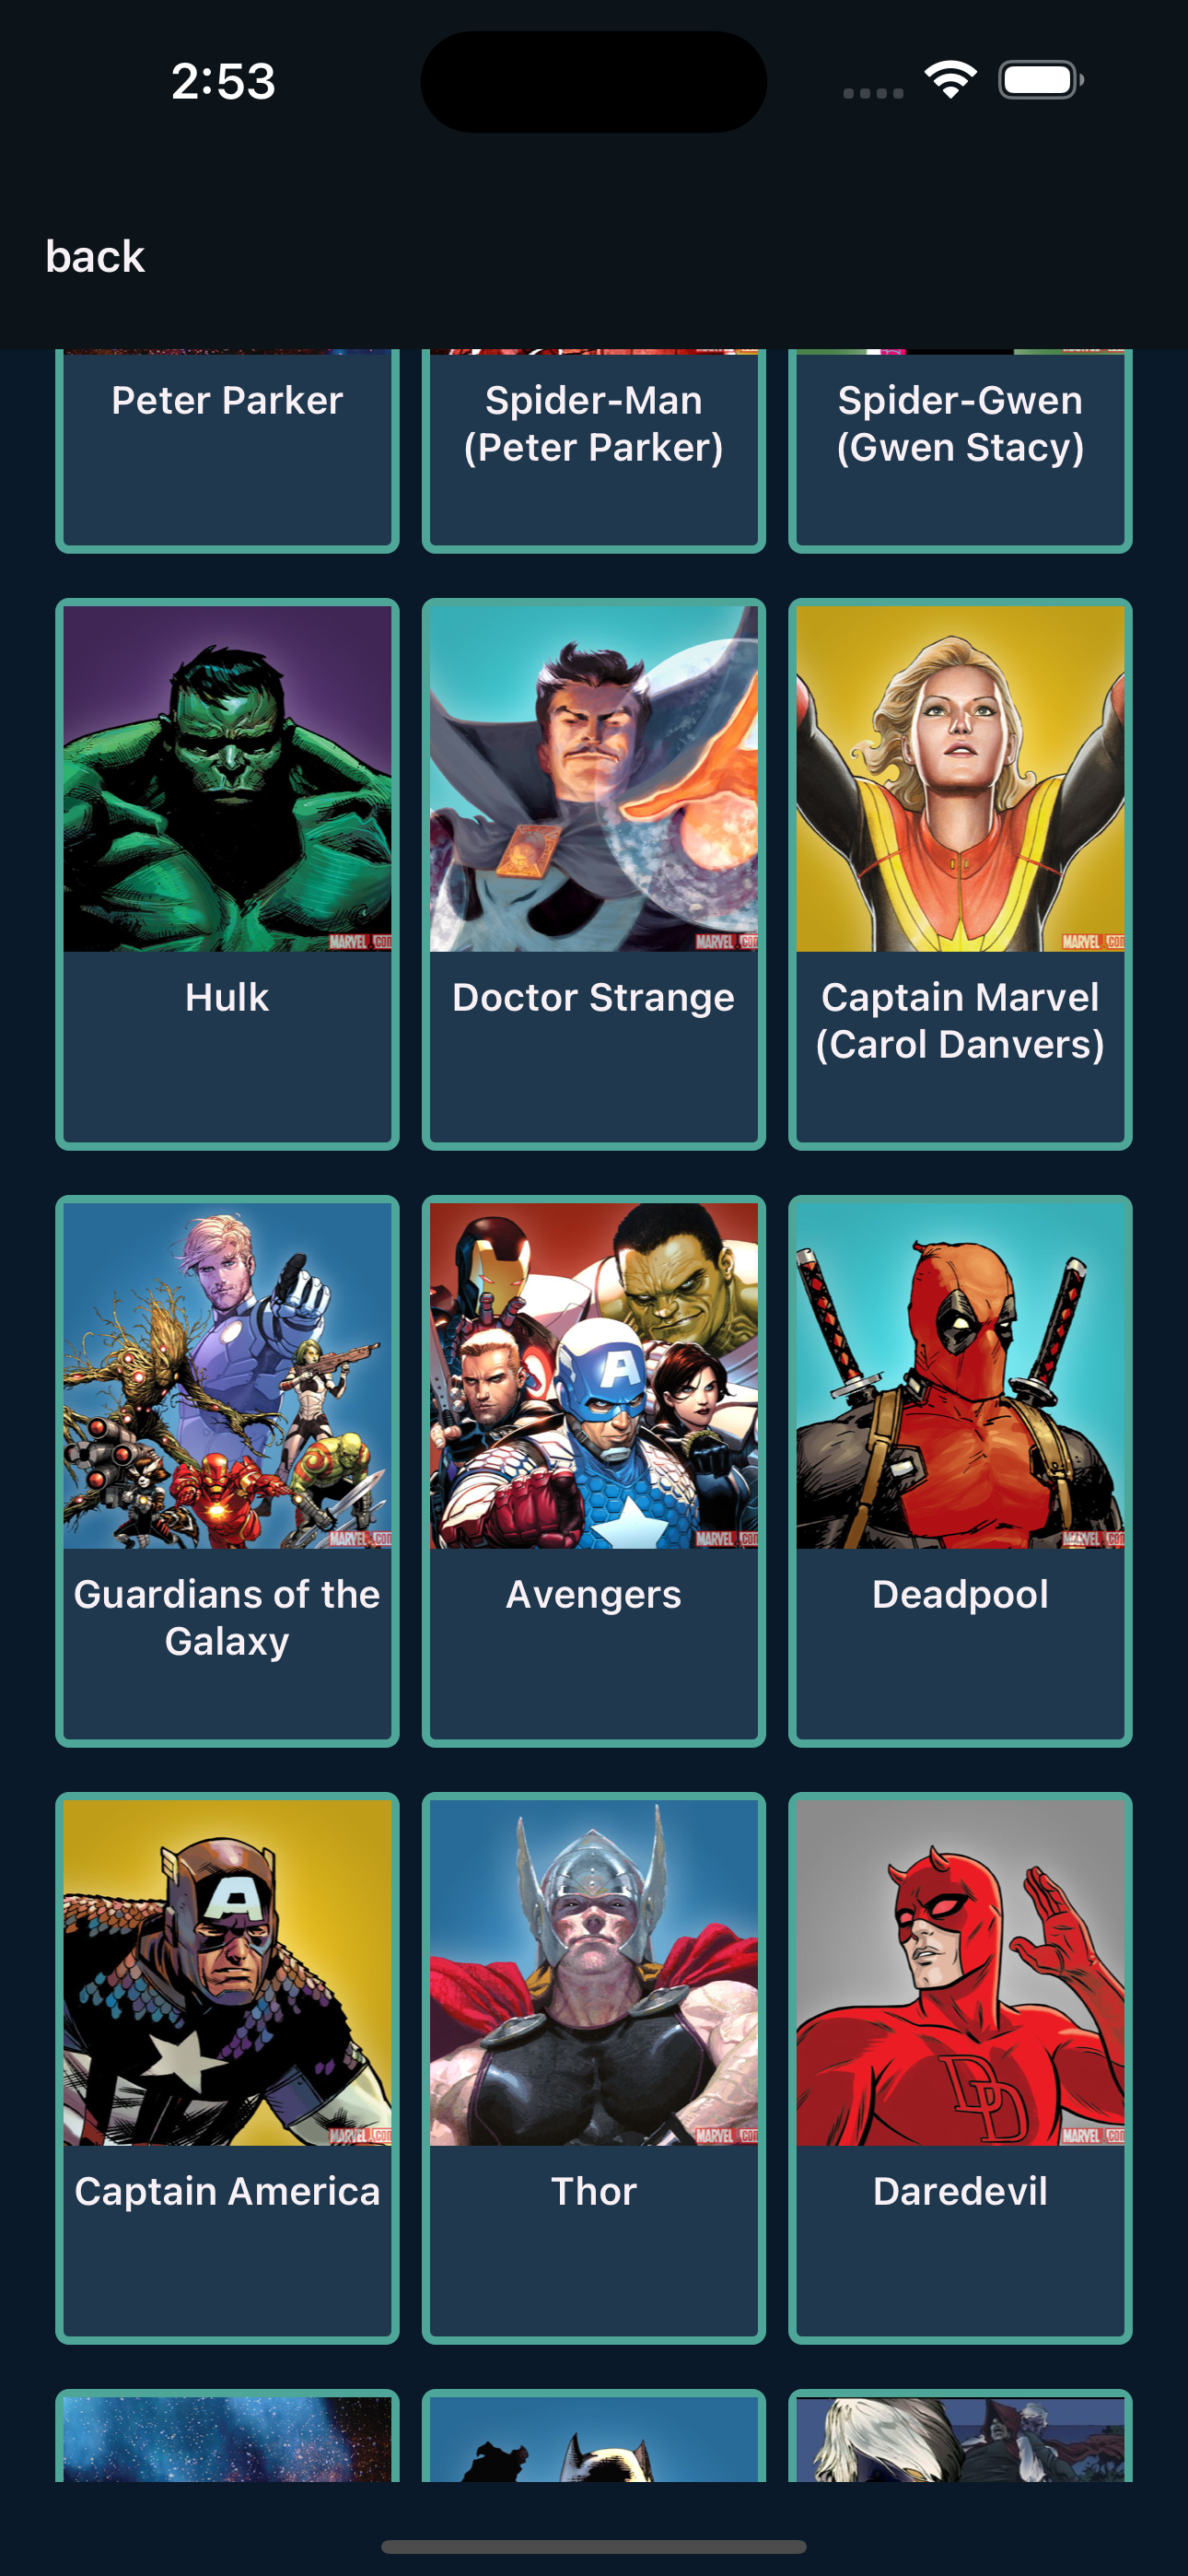 2:53
back
Peter Parker
Spider-Man
(Peter Parker)
Spider-Gwen
(Gwen Stacy)
MARVEL.COM
MARVEL.COM
MARVEL.COM
Hulk
Doctor Strange
Captain Marvel
(Carol Danvers)
A
MARVEL.COM
MARVEL.COM
MARVEL.COM
Guardians of the
Galaxy
Avengers
Deadpool
A
DD
MARVEL.COM
MARVEL.COM
MARVEL.COM
Captain America
Thor
Daredevil